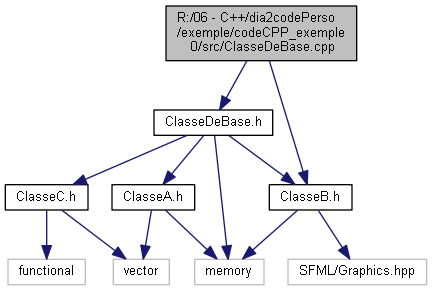 R:/06 - C++/dia2codePerso
/exemple/codeCPP_exemple
0/src/ClasseDeBase.cpp
ClasseDeBase.h
ClasseC.h
ClasseA.h
ClasseB.h
functional
vector
memory
SFML/Graphics.hpp